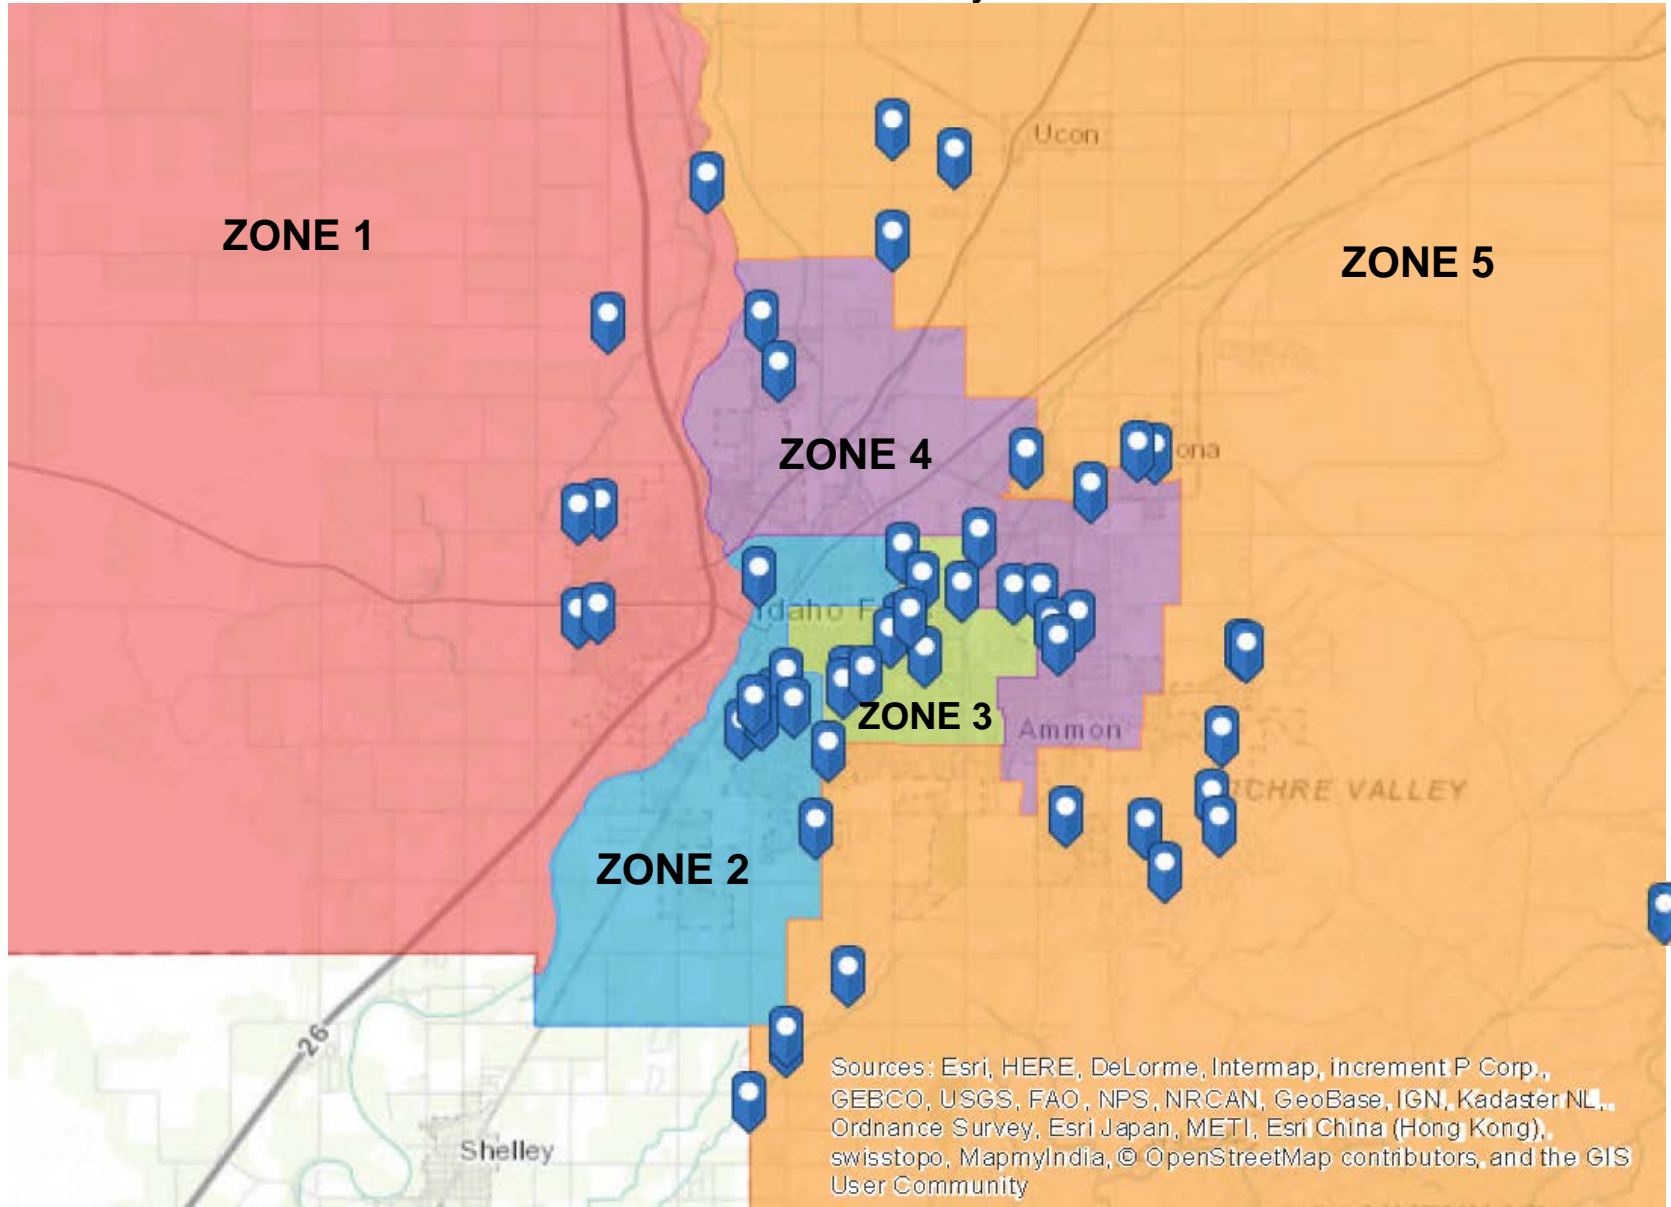 Ucon
ZONE 1
ZONE 5
ZONE 4
ona
Idaho F
ZONE 3
Ammon
CHRE VALLEY
ZONE 2
26
Sources: Esri, HERE, DeLorme, Intermap, increment P Corp.,
GEBCO, USGS, FAO, NPS, NRCAN, GeoBase, IGN, Kadaster NL,
Ordnance Survey, Esri Japan, METI, Esri China (Hong Kong),
swisstopo, MapmyIndia, © OpenStreetMap contributors, and the GIS
User Community
Shelley